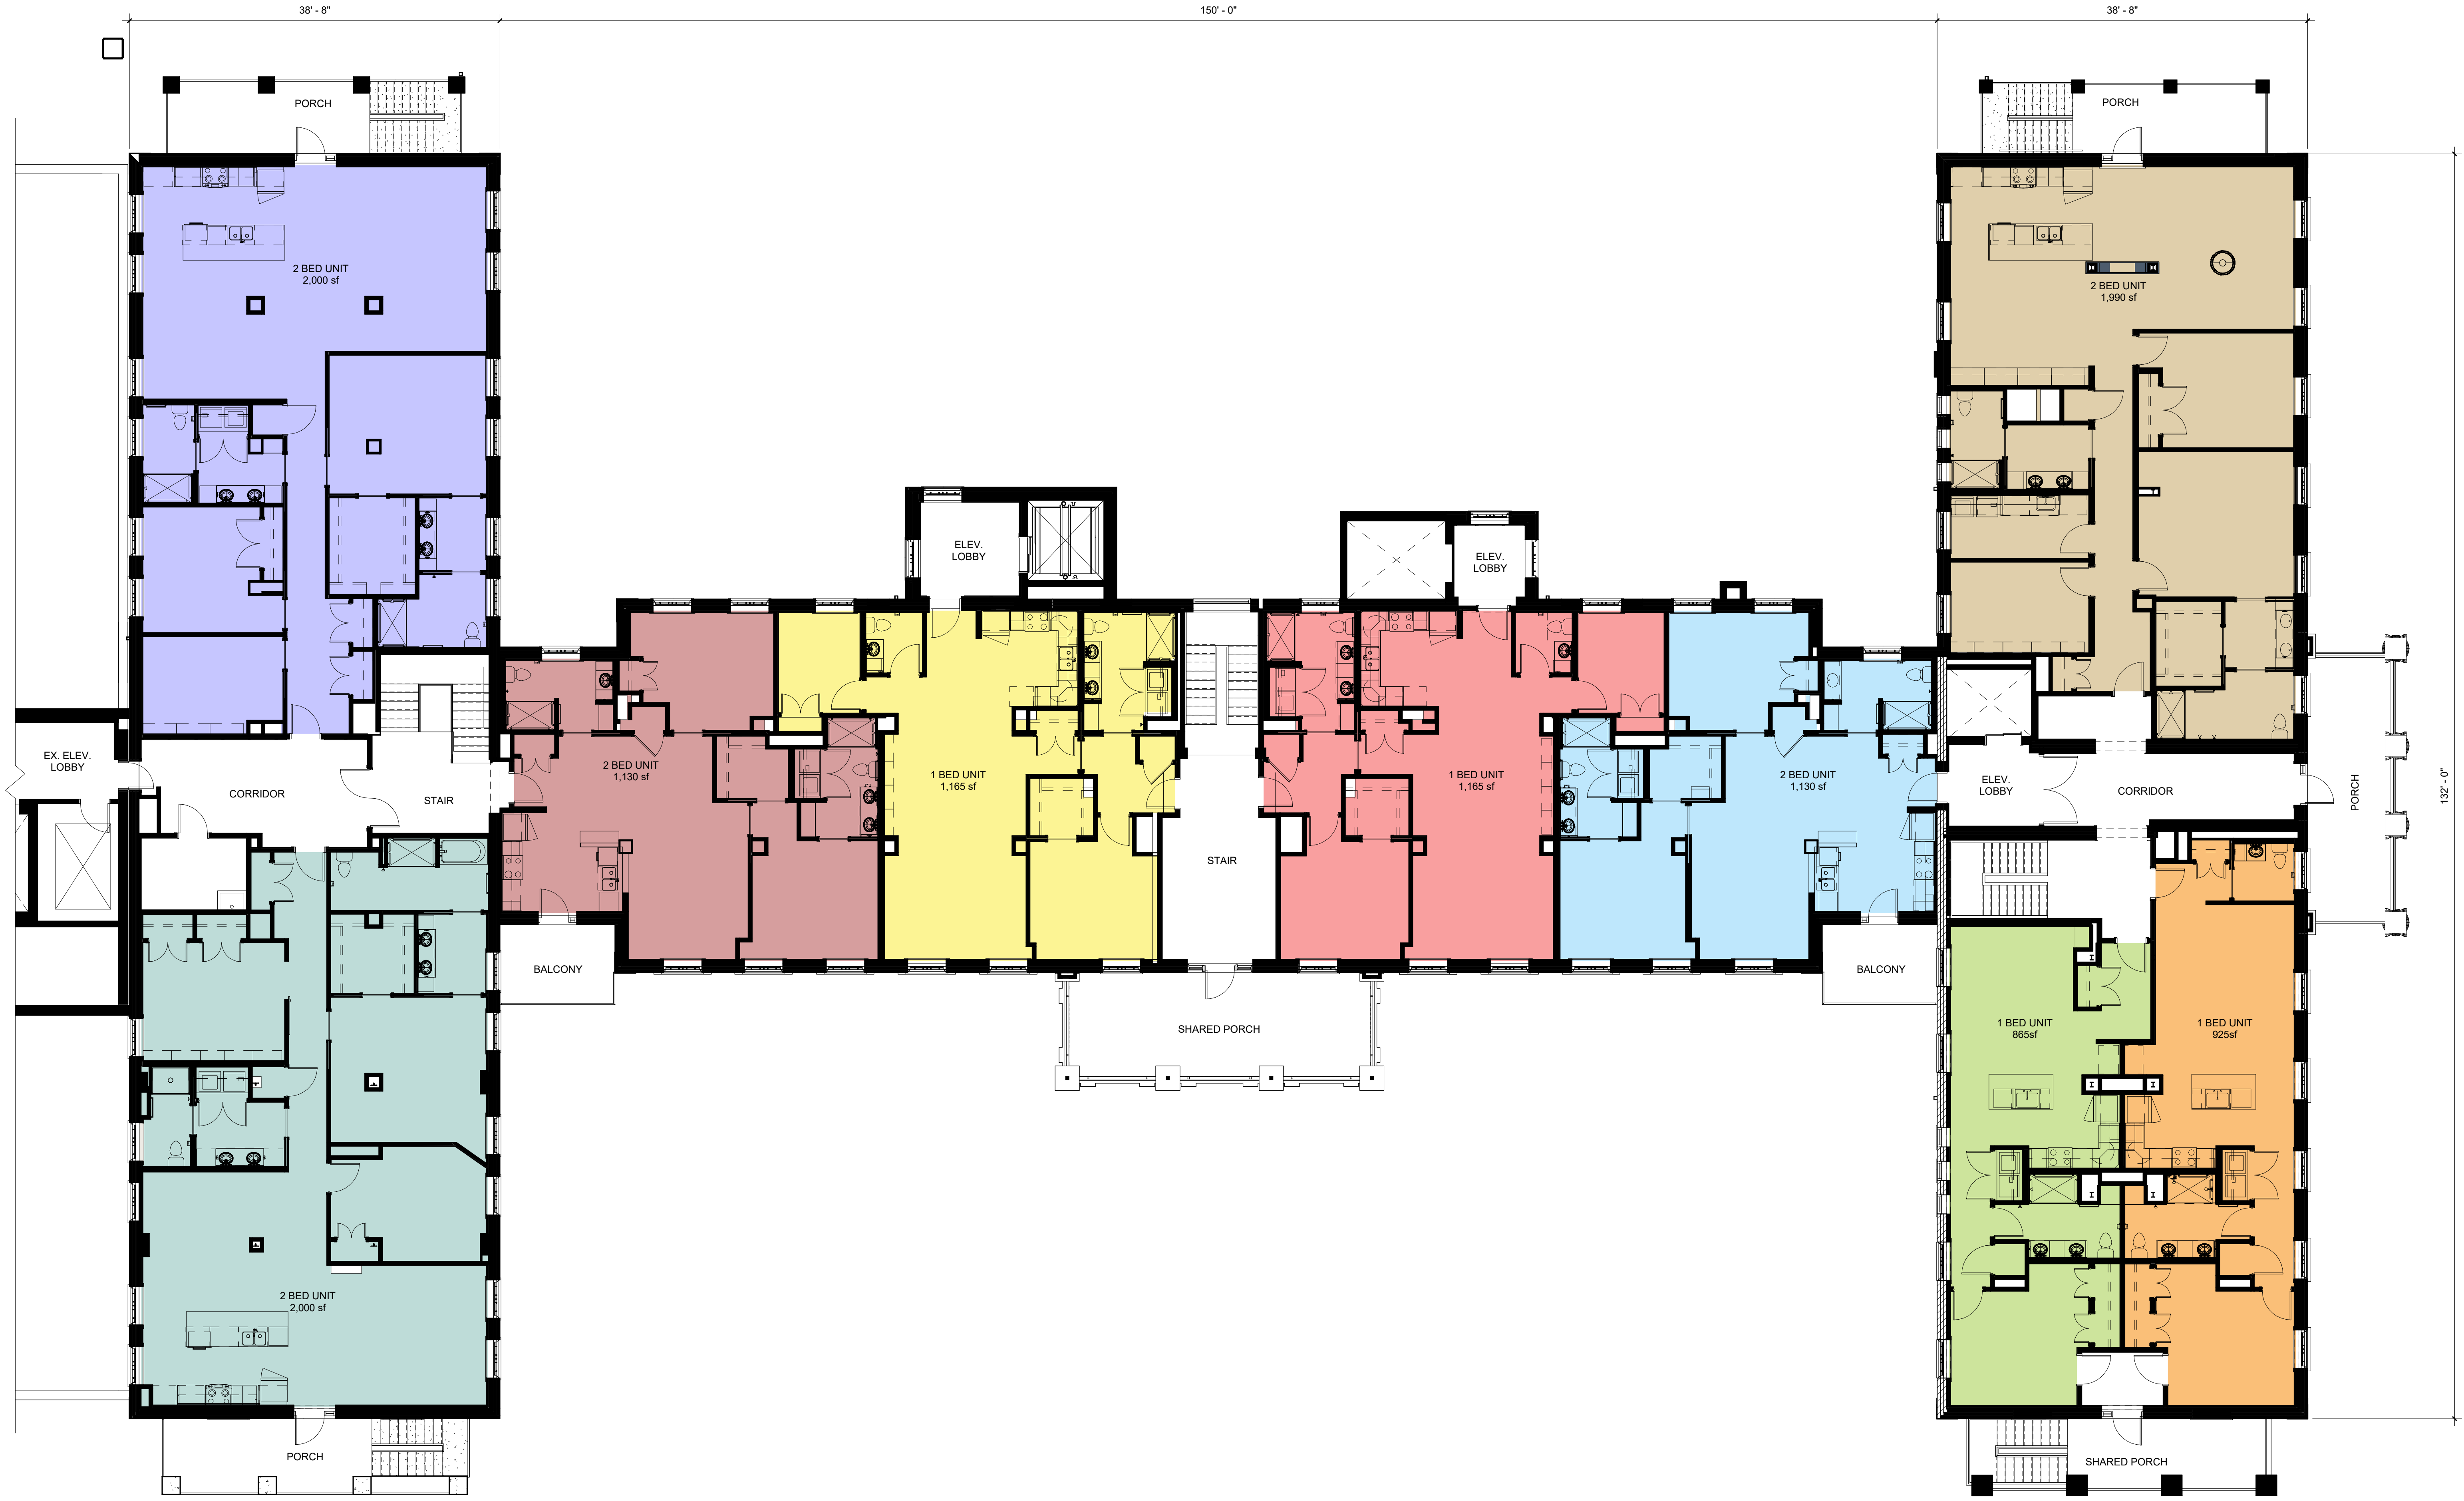 38' - 8"
150' - 0"
38' - 8"
PORCH
PORCH
2 BED UNIT
2,000 sf
2 BED UNIT
1,990 sf
ELEV.
LOBBY
ELEV.
LOBBY
EX. ELEV.
LOBBY
CORRIDOR
STAIR
2 BED UNIT
1,130 sf
1 BED UNIT
1,165 sf
1 BED UNIT
1,165 sf
2 BED UNIT
1,130 sf
ELEV.
LOBBY
CORRIDOR
PORCH
132' - 0"
STAIR
BALCONY
BALCONY
SHARED PORCH
1 BED UNIT
865sf
1 BED UNIT
925sf
2 BED UNIT
2,000 sf
PORCH
SHARED PORCH